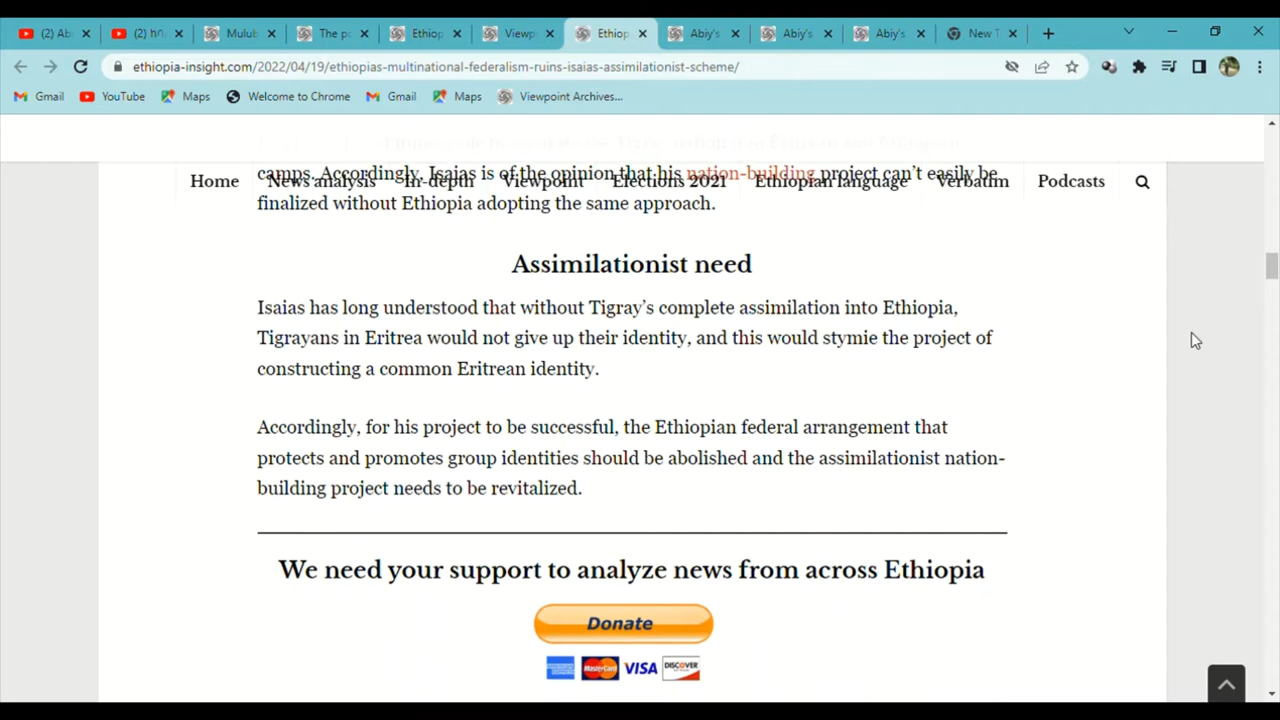 (2) Ab
(2) ከሳ
Mulub
The p
Ethiop
Viewp
Ethiop
Abiy's
Abiy's
Abiy's
New T
ethiopia-insight.com/2022/04/19/ethiopias-multinational-federalism-ruins-isaias-assimilationist-scheme/
Gmail
YouTube
Maps
Welcome to Chrome
Gmail
Maps
Viewpoint Archives...
camps. Accordingly, Isaias is of the opinion that his nation-building project can't easily be
Home
News analysis
In-depth
Viewpoint
Elections 2021
Ethiopian language
Verbatim
Podcasts
finalized without Ethiopia adopting the same approach.
Assimilationist need
Isaias has long understood that without Tigray's complete assimilation into Ethiopia,
Tigrayans in Eritrea would not give up their identity, and this would stymie the project of
constructing a common Eritrean identity.
Accordingly, for his project to be successful, the Ethiopian federal arrangement that
protects and promotes group identities should be abolished and the assimilationist nation-
building project needs to be revitalized.
We need your support to analyze news from across Ethiopia
Donate
MasterCard
VISA
DISCOVER